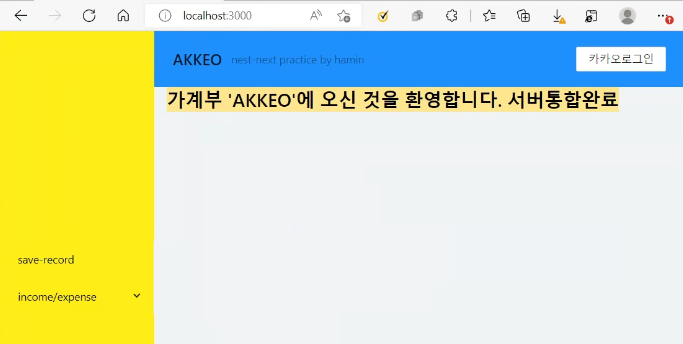 localhost:3000
AKKEO nest-next practice by hamin 카카오로그인
가계부 'AKKEO'에 오신 것을 환영합니다. 서버통합완료
save-record
income/expense